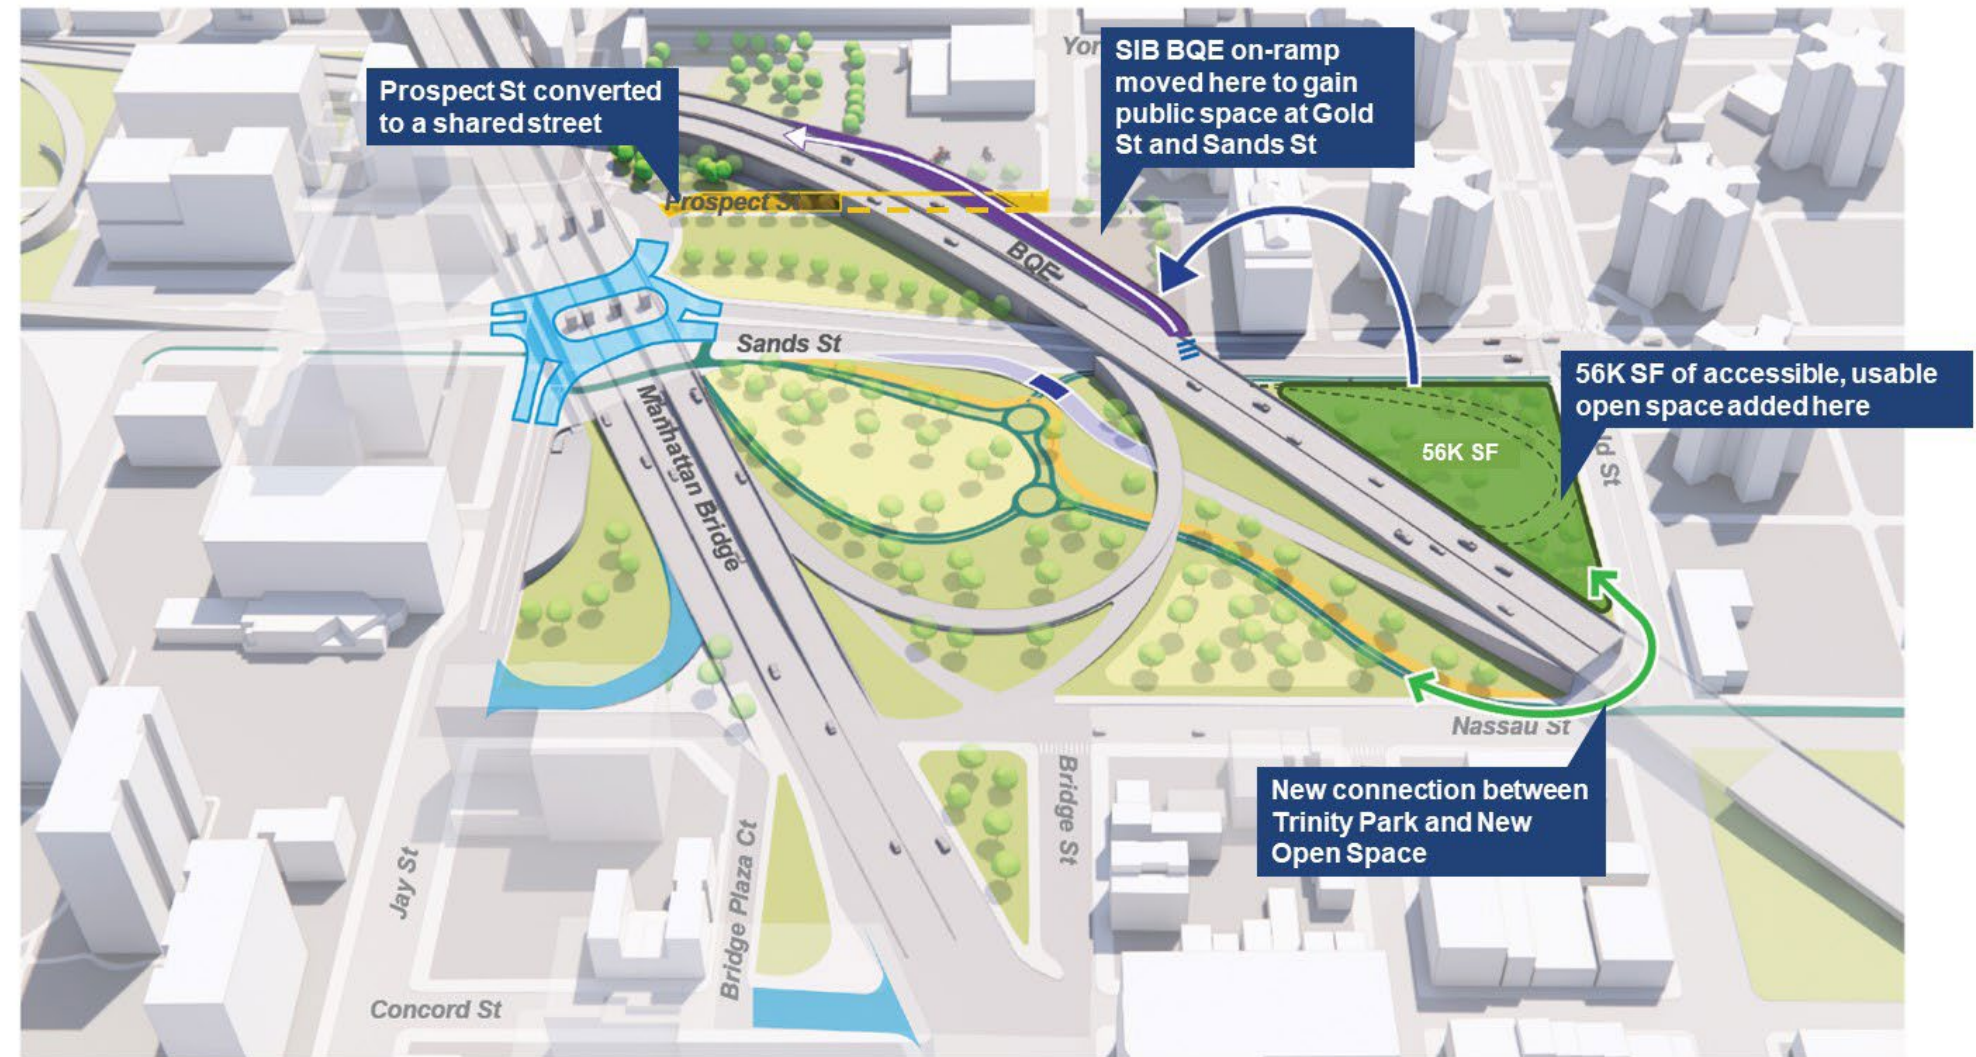 Yor
SIB BQE on-ramp
moved here to gain
public space at Gold
St and Sands St
Prospect St converted
to a shared street
Prospect St
BQE
Sands St
56K SF of accessible, usable
open space added here
Manhattan Bridge
56K SF
ld St
Nassau St
New connection between
Trinity Park and New
Open Space
Bridge St
Jay St
Bridge Plaza Ct
Concord St